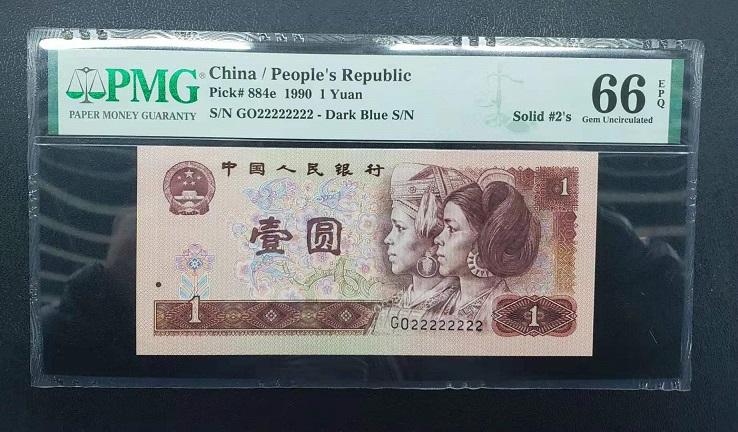 PMG®
PAPER MONEY GUARANTY
China / People's Republic
Pick# 884e 1990 1 Yuan
S/N GO22222222 - Dark Blue S/N
Solid #2's
66 EPQ
Gem Uncirculated
中国人民银行
1
壹圆
1
1
GO22222222